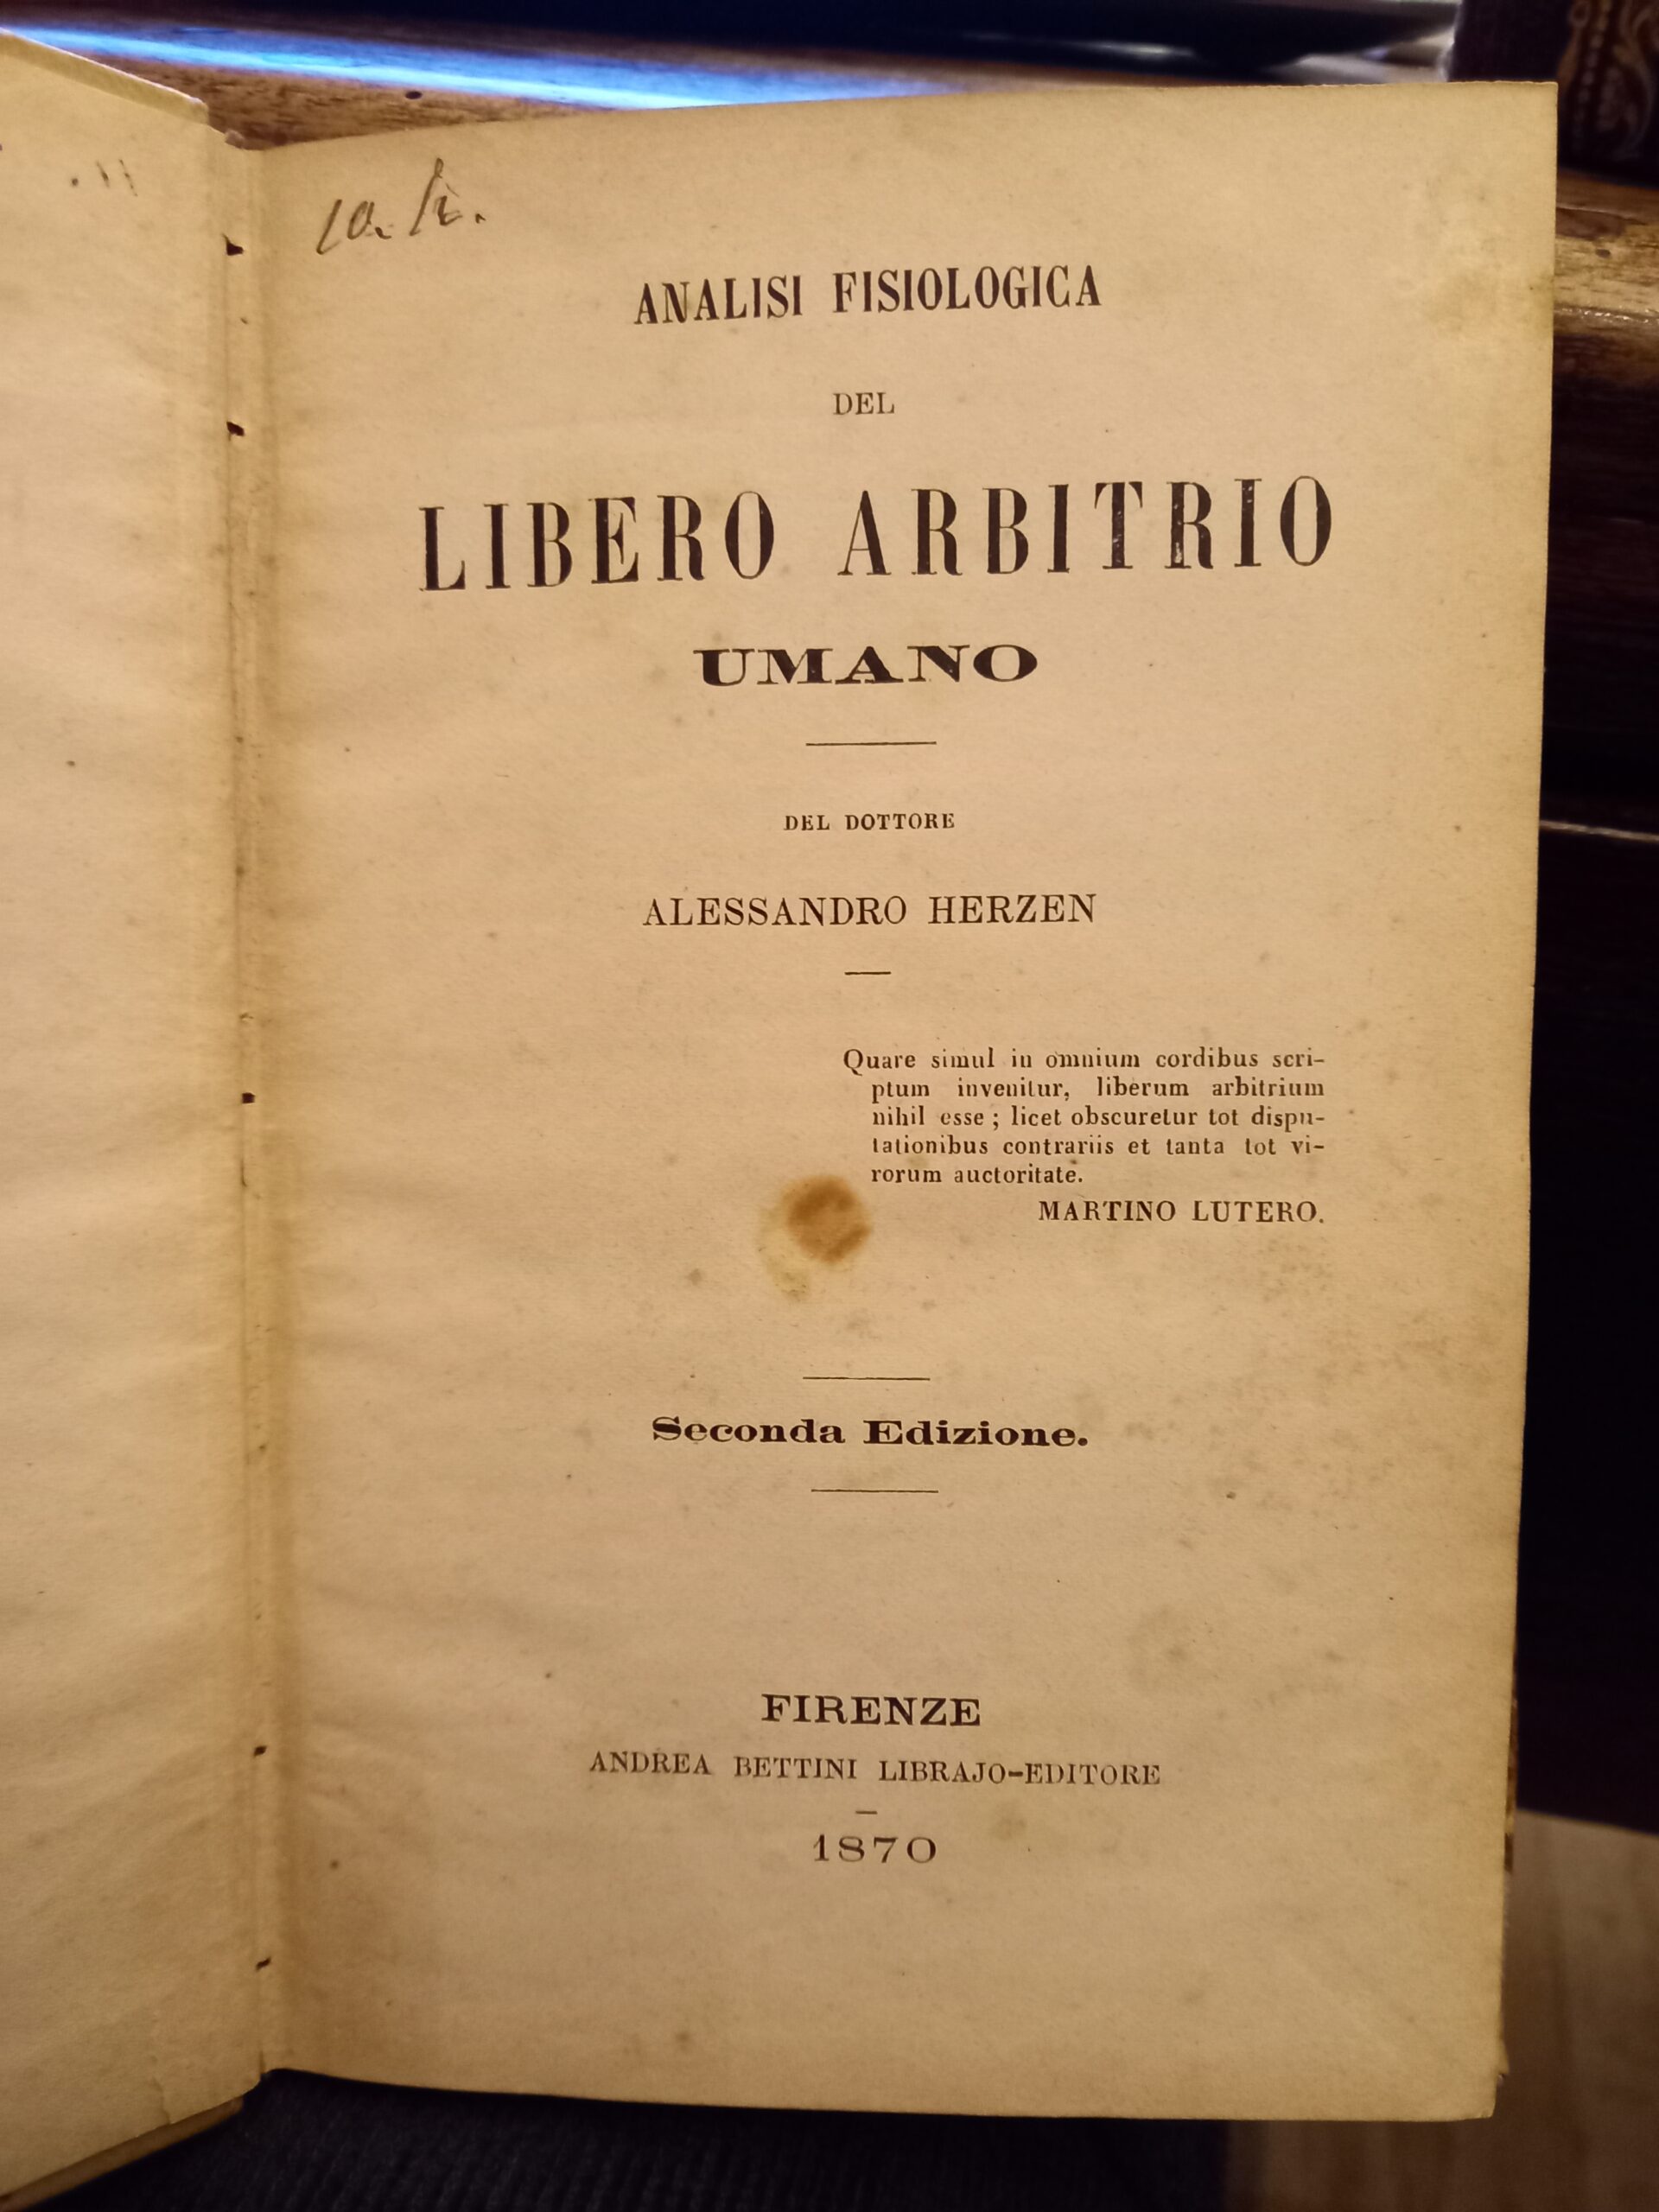 ANALISI FISIOLOGICA
DEL
LIBERO ARBITRIO
UMANO
DEL DOTTORE
ALESSANDRO HERZEN
Quare simul in omnium cordibus scri-
ptum invenitur, liberum arbitrium
nihil esse ; licet obscuretur tot dispu-
tationibus contrariis et tanta tot vi-
rorum auctoritate.
MARTINO LUTERO.
Seconda Edizione.
FIRENZE
ANDREA BETTINI LIBRAJO-EDITORE
1870